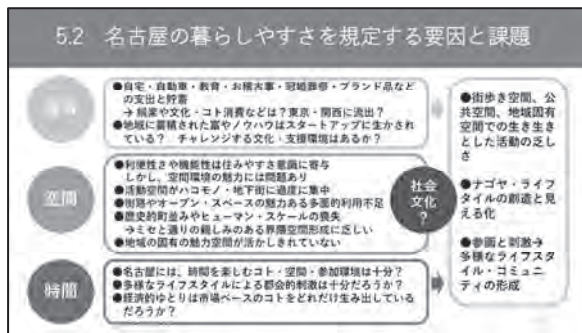 5.2 名古屋の暮らしやすさを規定する要因と課題
●自宅・自動車・教育・お稽古事・冠婚葬祭・ブランド品など
の支出と貯蓄
→ 娯楽や文化・コト消費などは？東京・関西に流出？
●地域に蓄積された富やノウハウはスタートアップに生かされ
ている？ チャレンジする文化・支援環境はあるか？
空間
●利便性さや機能性は住みやすさ意識に寄与
しかし、空間環境の魅力には問題あり
●活動空間がハコモノ・地下街に過度に集中
●街路やオープン・スペースの魅力ある多面的利用不足
●歴史的町並みやヒューマン・スケールの喪失
→ミセと通りの親しみのある界隈空間形成に乏しい
●地域の固有の魅力空間が活かしきれていない
時間
●名古屋には、時間を楽しむコト・空間・参加環境は十分？
●多様なライフスタイルによる都会的刺激は十分だろうか？
●経済的ゆとりは市場ベースのコトをどれだけ生み出している
だろうか？
社会
文化
？
●街歩き空間、公
共空間、地域固有
空間での生き生き
とした活動の乏し
さ
●ナゴヤ・ライフ
タイルの創造と見
える化
●参画と刺激→
多様なライフスタ
イル・コミュニ
ティの形成